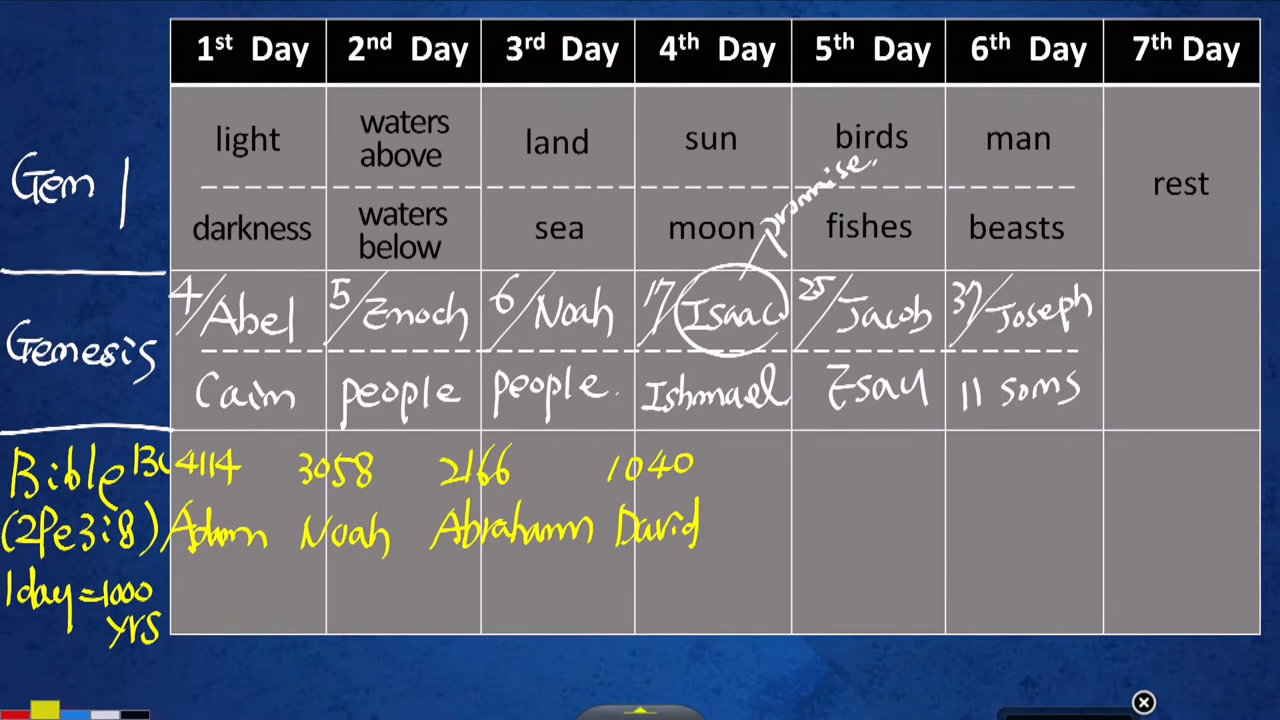 1st Day 2nd Day 3rd Day 4th Day 5th Day 6th Day 7th Day
Gen 1
light waters above land sun birds man rest
darkness waters below sea moon fishes beasts
promise.
Genesis
4/Abel 5/Enoch 6/Noah 17/Isaac 25/Jacob 37/Joseph
Cain people people. Ishmael Esau 11 sons
Bible BC 4114 3058 2166 1040
(2Pe3:8) Adam Noah Abraham David
1day=1000
yrs